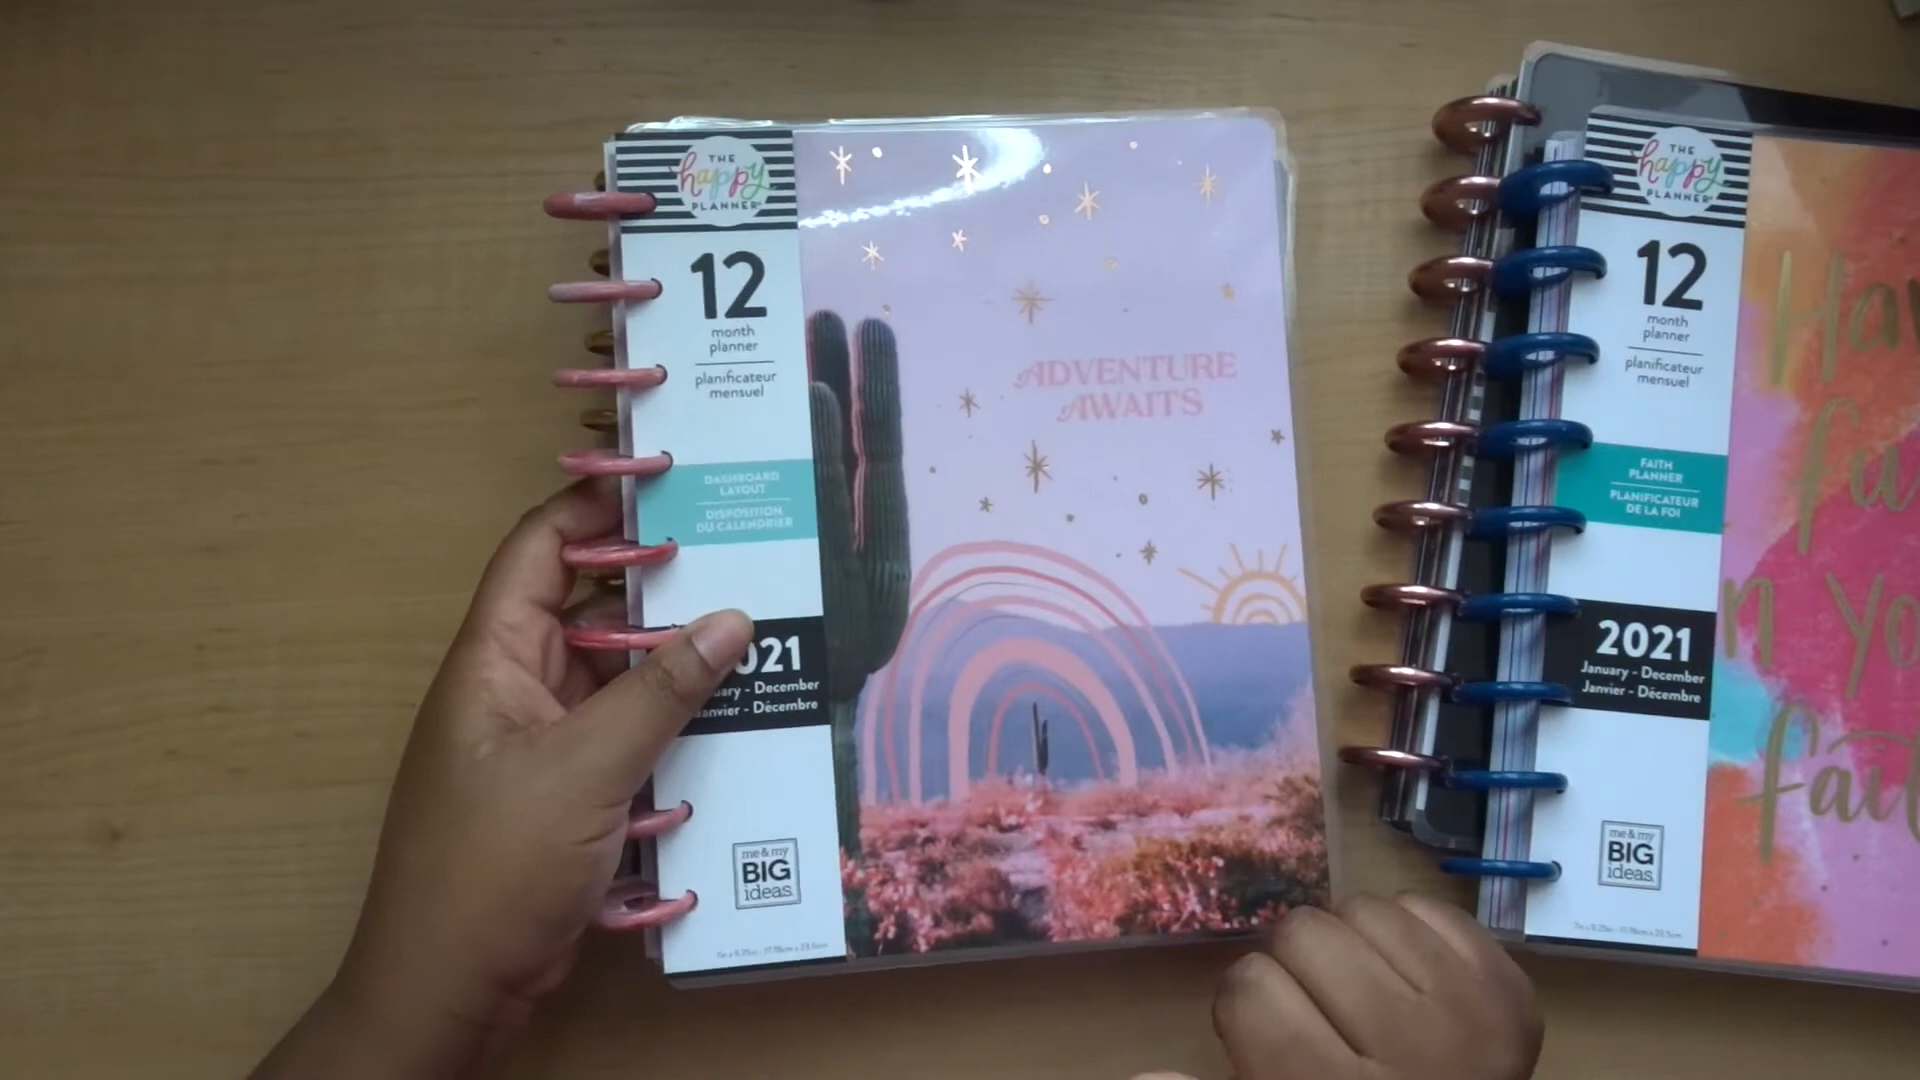 THE
happy
PLANNER
12
month
planner
planificateur
mensuel
DASHBOARD
LAYOUT
DISPOSITION
DU CALENDRIER
021
January - December
Janvier - Décembre
me & my
BIG
ideas
ADVENTURE
AWAITS
THE
happy
PLANNER
12
month
planner
planificateur
mensuel
FAITH
PLANNER
PLANIFICATEUR
DE LA FOI
2021
January - December
Janvier - Décembre
me & my
BIG
ideas